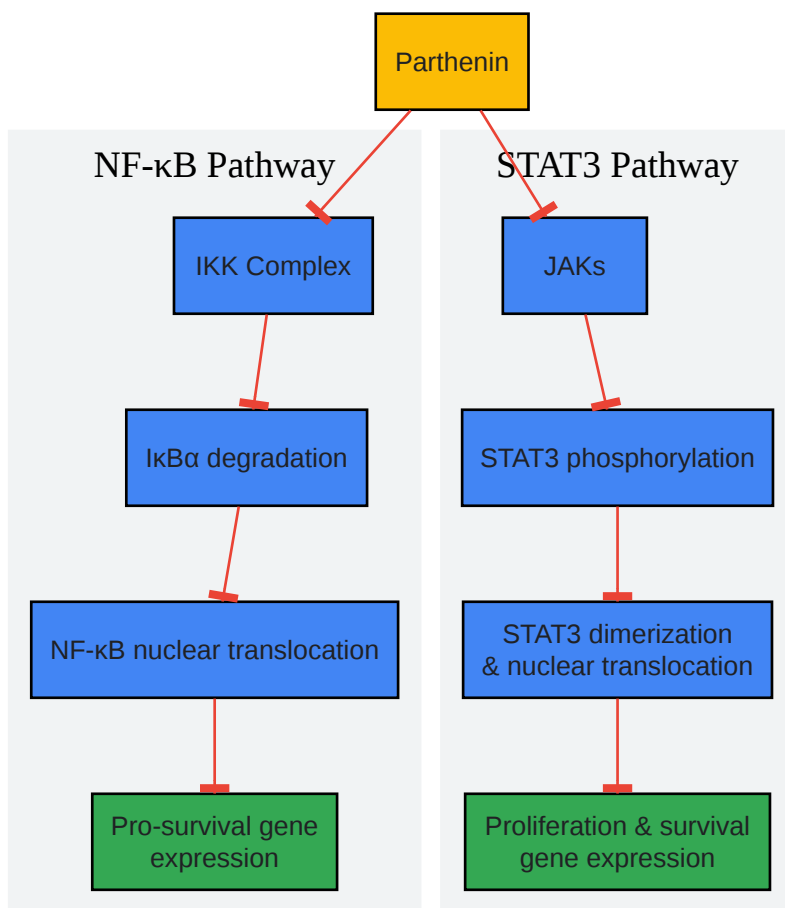 Parthenin
NF-κB Pathway
IKK Complex
IκBα degradation
NF-κB nuclear translocation
Pro-survival gene
expression
STAT3 Pathway
JAKs
STAT3 phosphorylation
STAT3 dimerization
& nuclear translocation
Proliferation & survival
gene expression